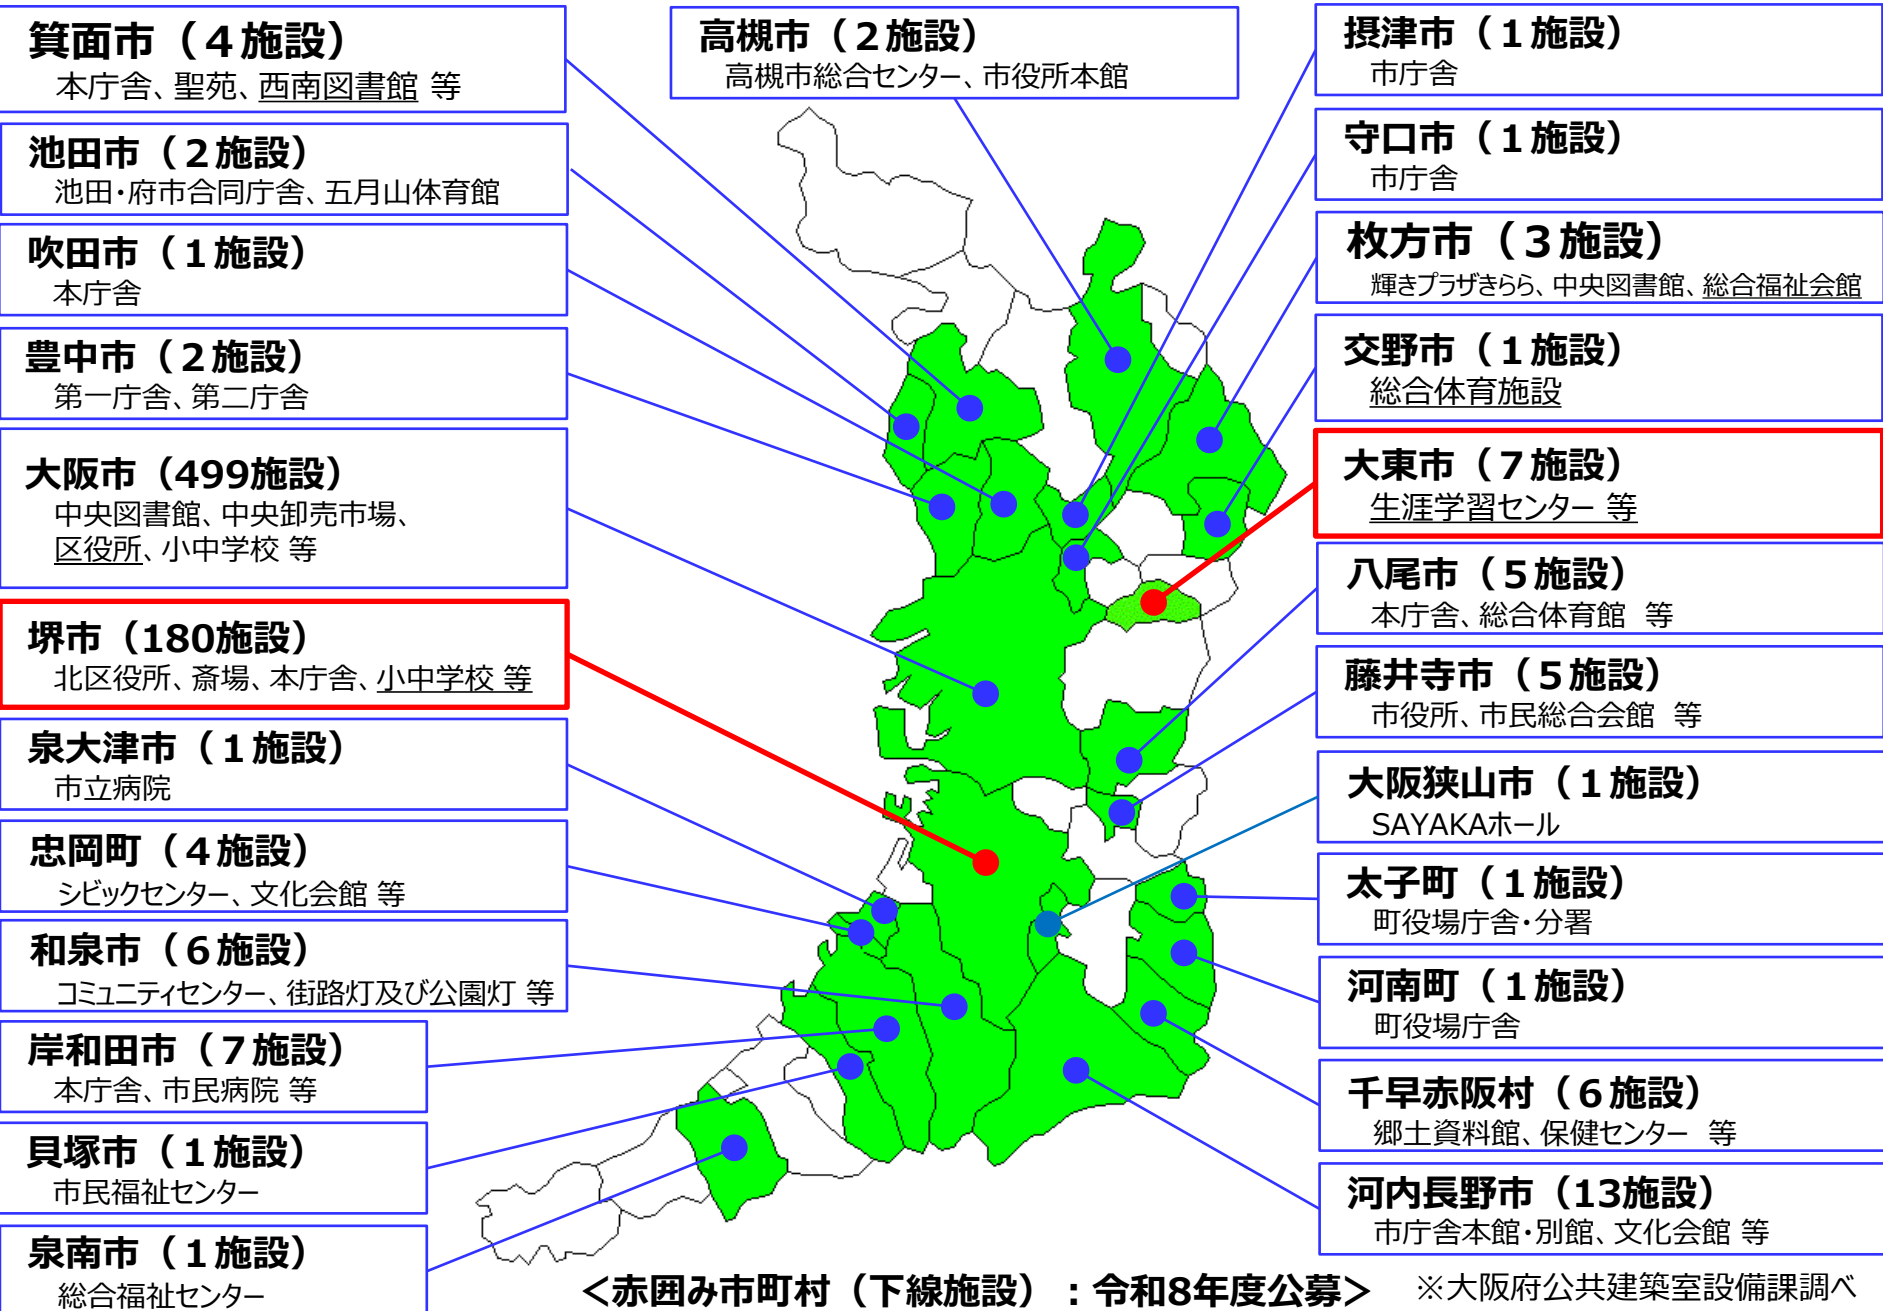 箕面市（４施設）
本庁舎、聖苑、西南図書館 等
池田市（２施設）
池田・府市合同庁舎、五月山体育館
吹田市（１施設）
本庁舎
豊中市（２施設）
第一庁舎、第二庁舎
大阪市（499施設）
中央図書館、中央卸売市場、
区役所、小中学校 等
堺市（180施設）
北区役所、斎場、本庁舎、小中学校 等
泉大津市（１施設）
市立病院
忠岡町（４施設）
シビックセンター、文化会館 等
和泉市（６施設）
コミュニティセンター、街路灯及び公園灯 等
岸和田市（７施設）
本庁舎、市民病院 等
貝塚市（１施設）
市民福祉センター
泉南市（１施設）
総合福祉センター
高槻市（２施設）
高槻市総合センター、市役所本館
摂津市（１施設）
市庁舎
守口市（１施設）
市庁舎
枚方市（３施設）
輝きプラザきらら、中央図書館、総合福祉会館
交野市（１施設）
総合体育施設
大東市（７施設）
生涯学習センター 等
八尾市（５施設）
本庁舎、総合体育館 等
藤井寺市（５施設）
市役所、市民総合会館 等
大阪狭山市（１施設）
SAYAKAホール
太子町（１施設）
町役場庁舎・分署
河南町（１施設）
町役場庁舎
千早赤阪村（６施設）
郷土資料館、保健センター 等
河内長野市（13施設）
市庁舎本館・別館、文化会館 等
＜赤囲み市町村（下線施設）：令和8年度公募＞
※大阪府公共建築室設備課調べ